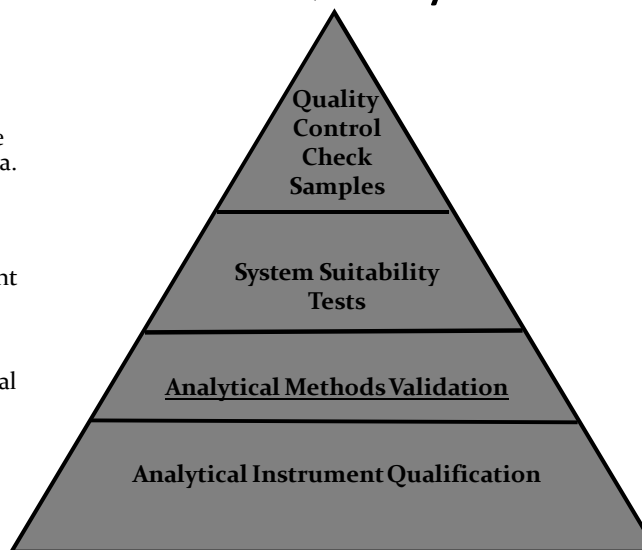 Quality
Control
Check
Samples
a.
System Suitability
Tests
Analytical Methods Validation
Analytical Instrument Qualification